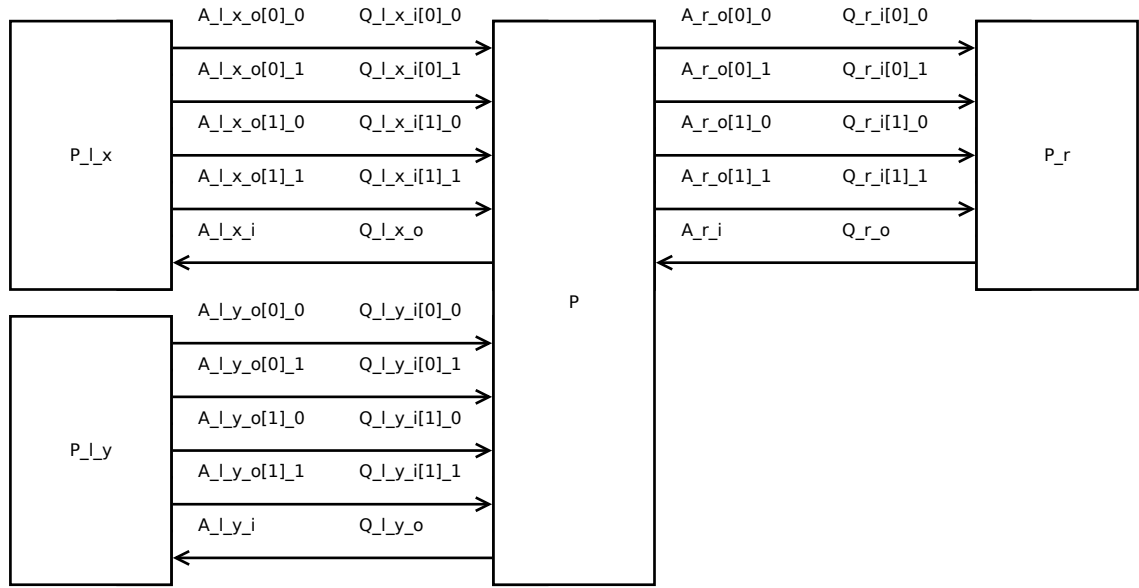 A_l_x_o[0]_0 Q_l_x_i[0]_0 A_r_o[0]_0 Q_r_i[0]_0
A_l_x_o[0]_1 Q_l_x_i[0]_1 A_r_o[0]_1 Q_r_i[0]_1
A_l_x_o[1]_0 Q_l_x_i[1]_0 A_r_o[1]_0 Q_r_i[1]_0
P_l_x P_r
A_l_x_o[1]_1 Q_l_x_i[1]_1 A_r_o[1]_1 Q_r_i[1]_1
A_l_x_i Q_l_x_o A_r_i Q_r_o
P
A_l_y_o[0]_0 Q_l_y_i[0]_0
A_l_y_o[0]_1 Q_l_y_i[0]_1
A_l_y_o[1]_0 Q_l_y_i[1]_0
P_l_y
A_l_y_o[1]_1 Q_l_y_i[1]_1
A_l_y_i Q_l_y_o